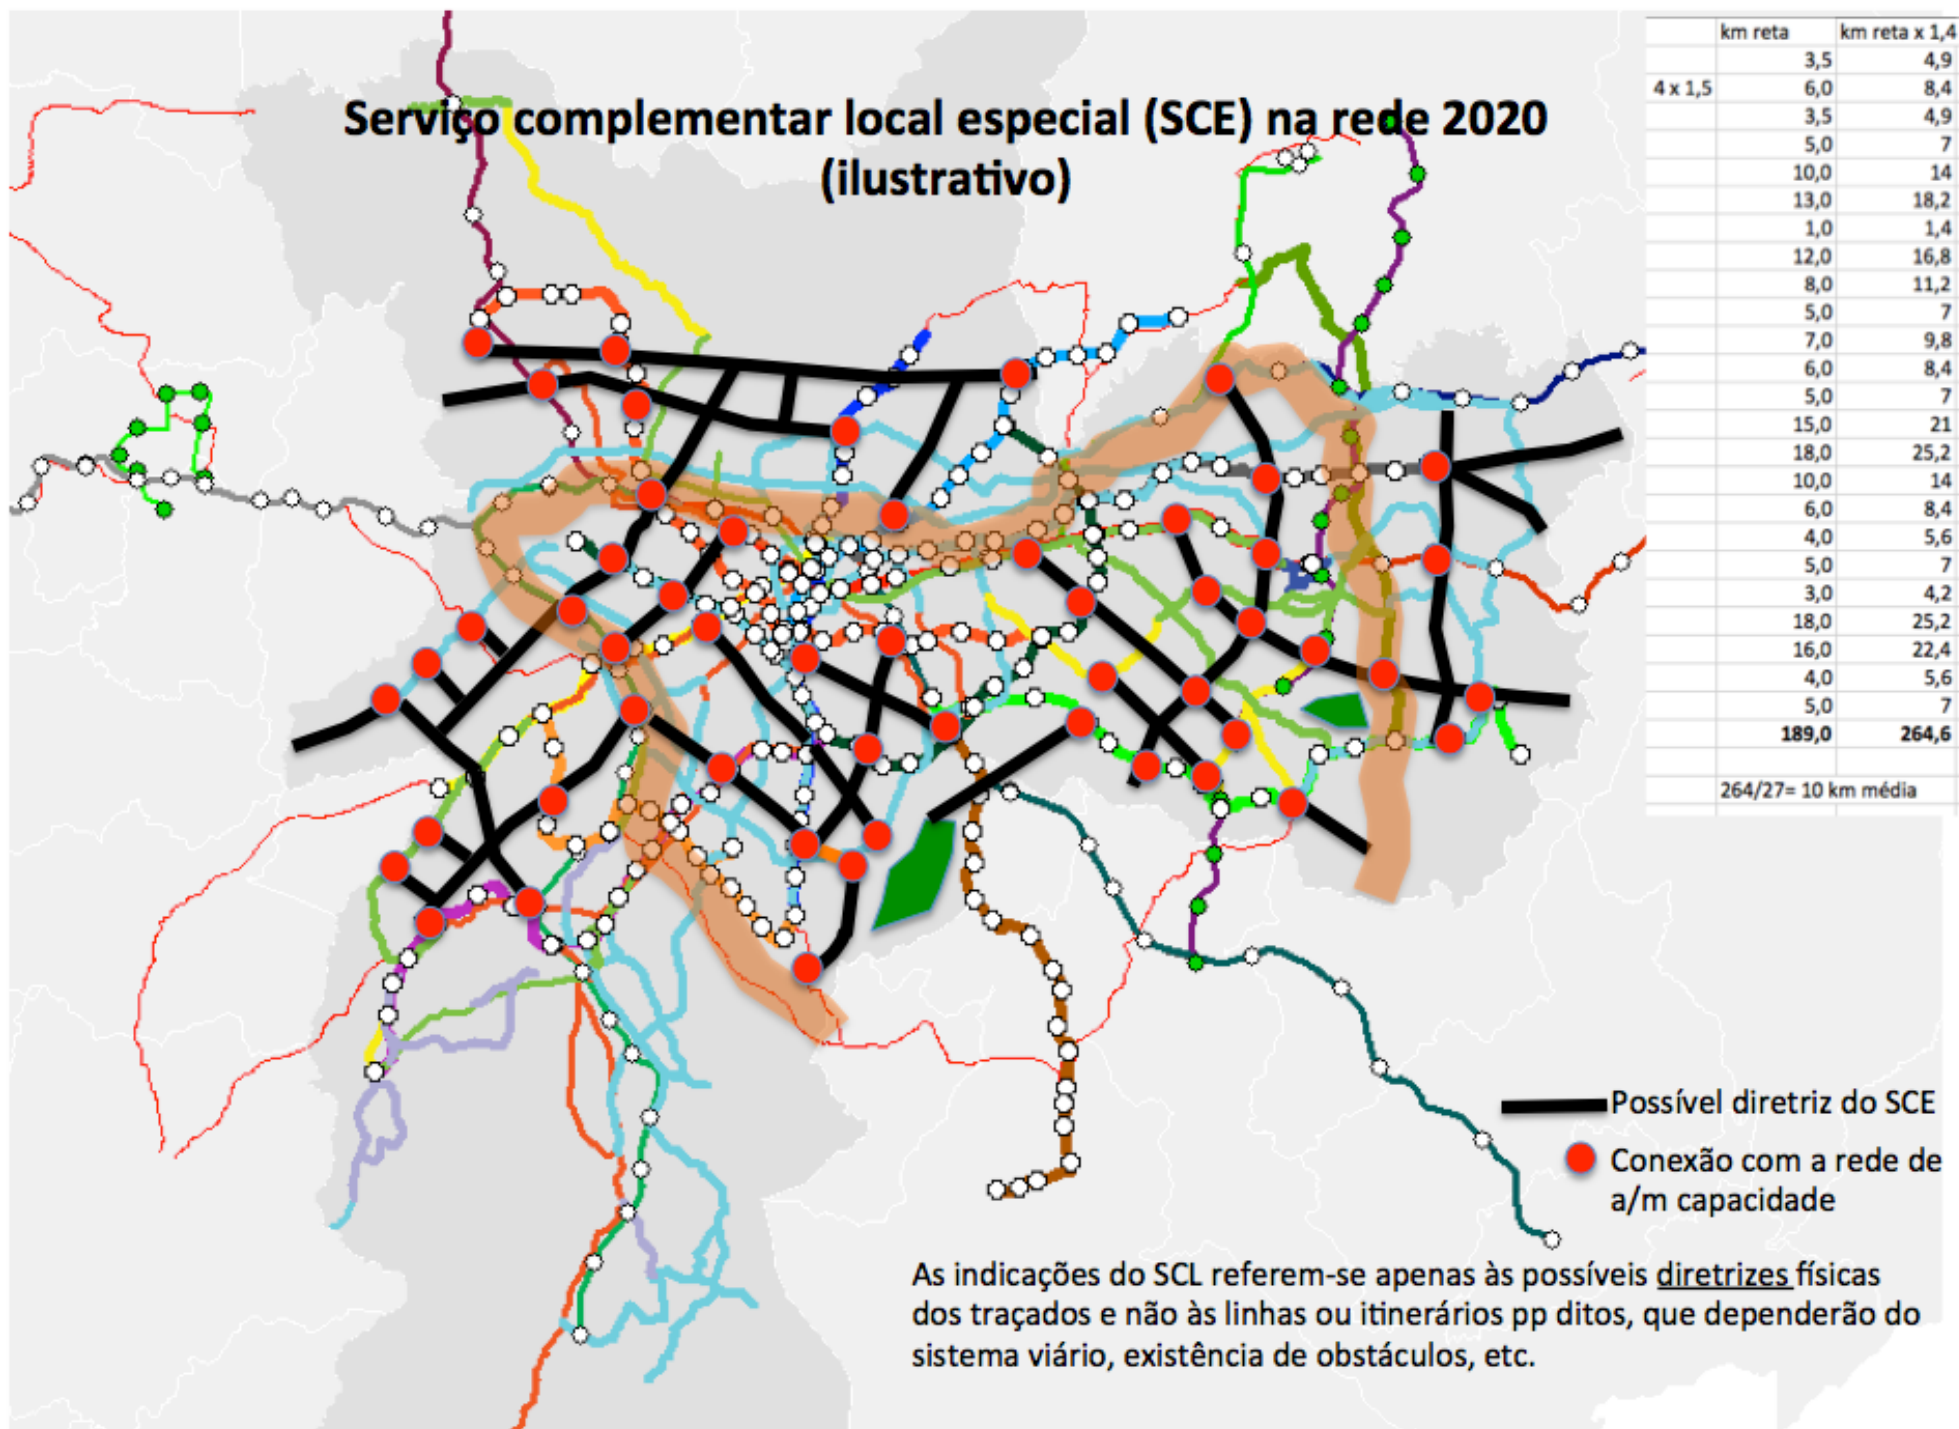 Serviço complementar local especial (SCE) na rede 2020
(ilustrativo)
km reta km reta x 1,4
3,5 4,9
4 x 1,5 6,0 8,4
3,5 4,9
5,0 7
10,0 14
13,0 18,2
1,0 1,4
12,0 16,8
8,0 11,2
5,0 7
7,0 9,8
6,0 8,4
5,0 7
15,0 21
18,0 25,2
10,0 14
6,0 8,4
4,0 5,6
5,0 7
3,0 4,2
18,0 25,2
16,0 22,4
4,0 5,6
5,0 7
189,0 264,6
264/27= 10 km média
Possível diretriz do SCE
Conexão com a rede de
a/m capacidade
As indicações do SCL referem-se apenas às possíveis diretrizes físicas
dos traçados e não às linhas ou itinerários pp ditos, que dependerão do
sistema viário, existência de obstáculos, etc.